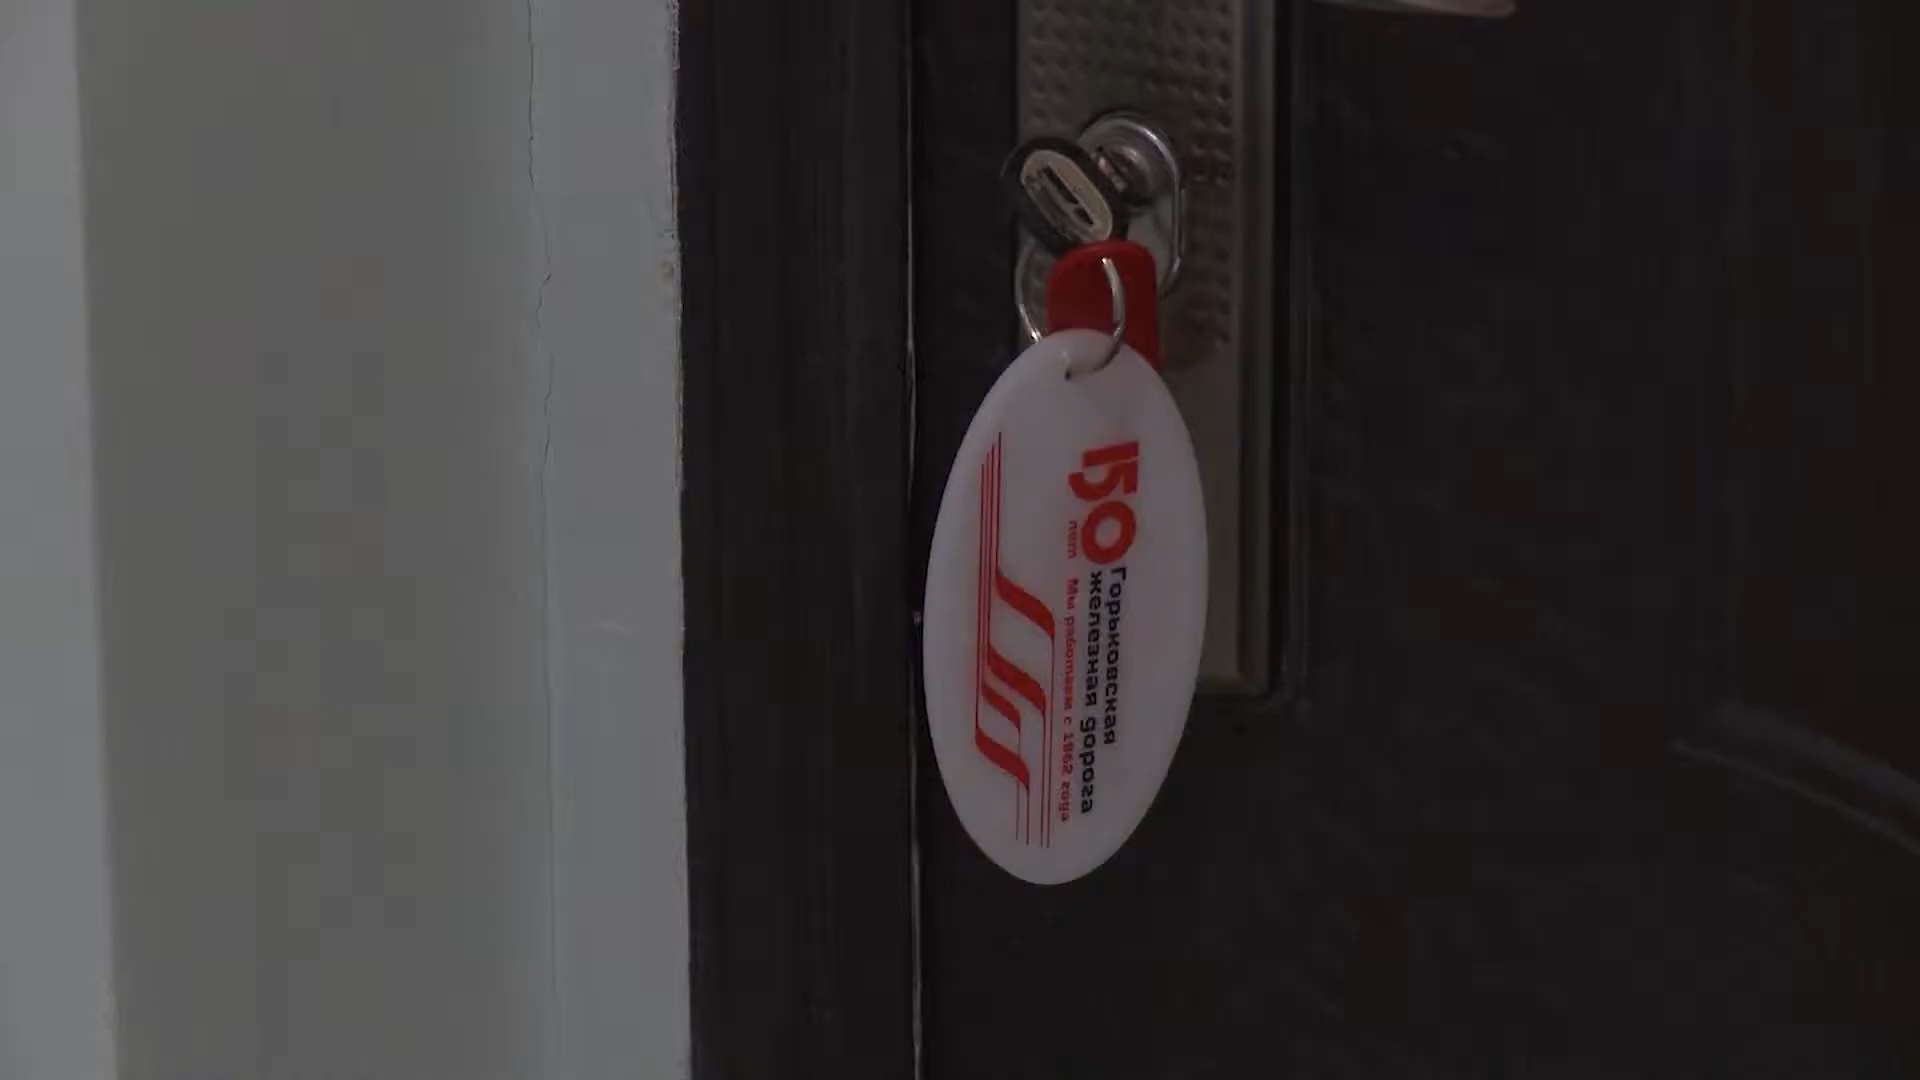 150
лет
Горьковская
железная дорога
Мы работаем с 1862 года